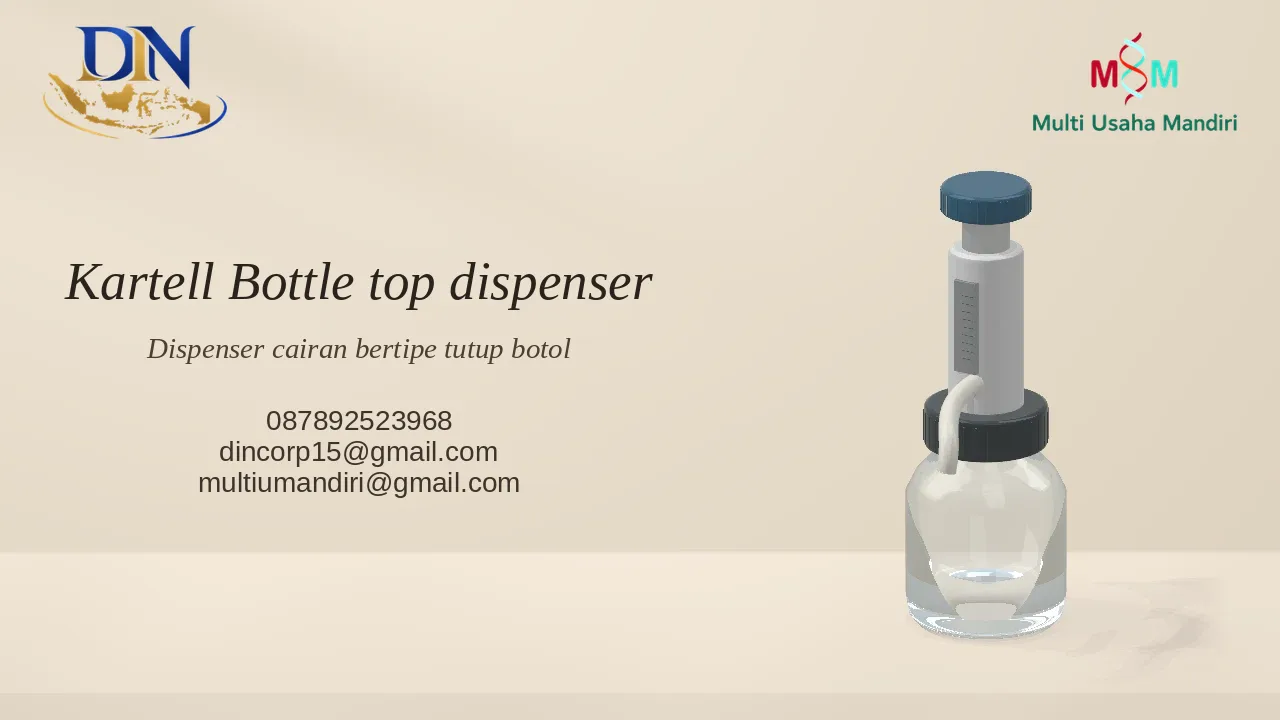 DIN
MSM
Multi Usaha Mandiri
Kartell Bottle top dispenser
Dispenser cairan bertipe tutup botol
087892523968
dincorp15@gmail.com
multiumandiri@gmail.com